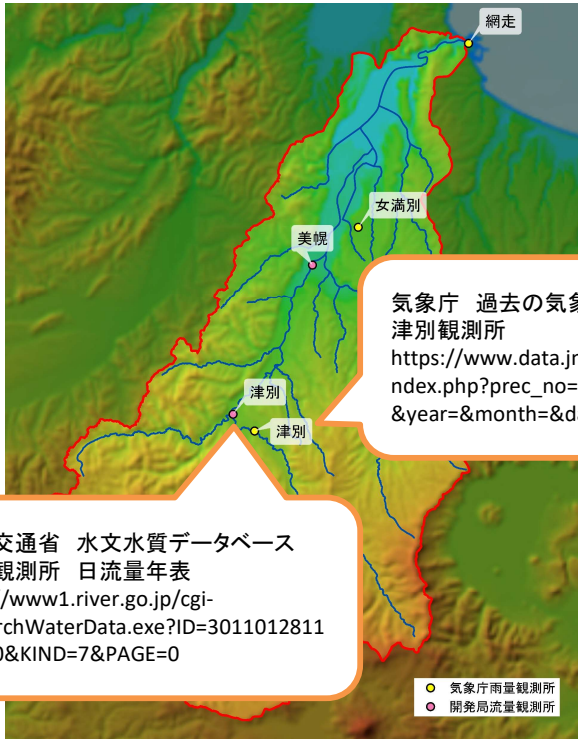 網走
女満別
美幌
気象庁 過去の気象
津別観測所
https://www.data.jm
ndex.php?prec_no=
&year=&month=&da
津別
津別
交通省 水文水質データベース
観測所 日流量年表
//www1.river.go.jp/cgi-
rchWaterData.exe?ID=3011012811
0&KIND=7&PAGE=0
気象庁雨量観測所
開発局流量観測所